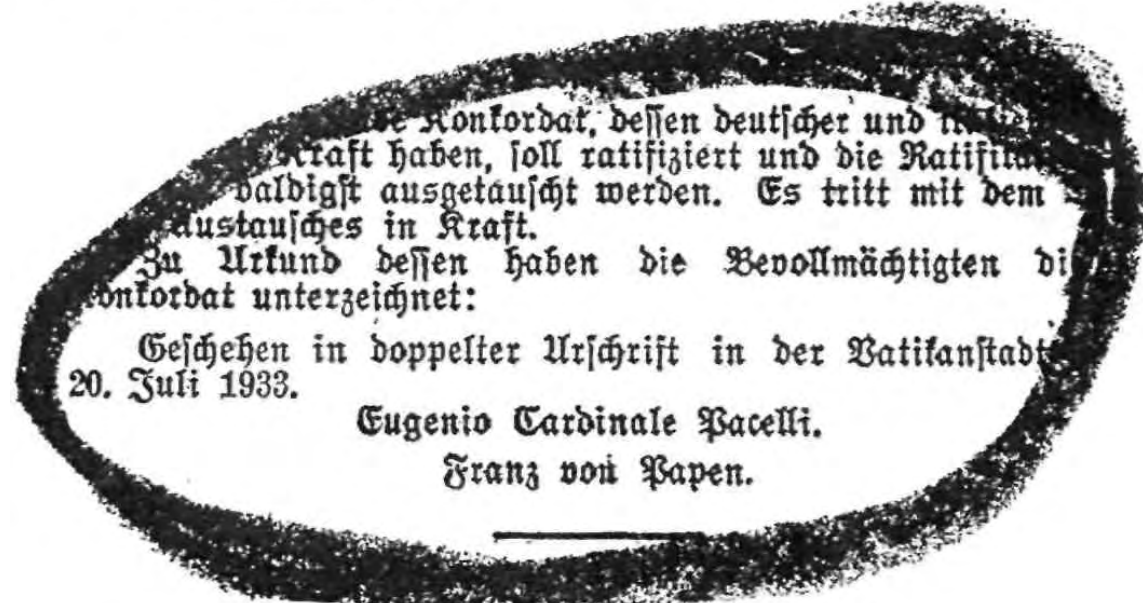 Konkordat, dessen deutscher und
Kraft haben, soll ratifiziert und die
baldigst ausgetauscht werden. Es tritt mit dem
Austausches in Kraft.
Zu Urkund dessen haben die Bevollmächtigten
Konkordat unterzeichnet:
Geschehen in doppelter Urschrift in der Vatikanstadt
20. Juli 1933.
Eugenio Cardinale Pacelli.
Franz von Papen.